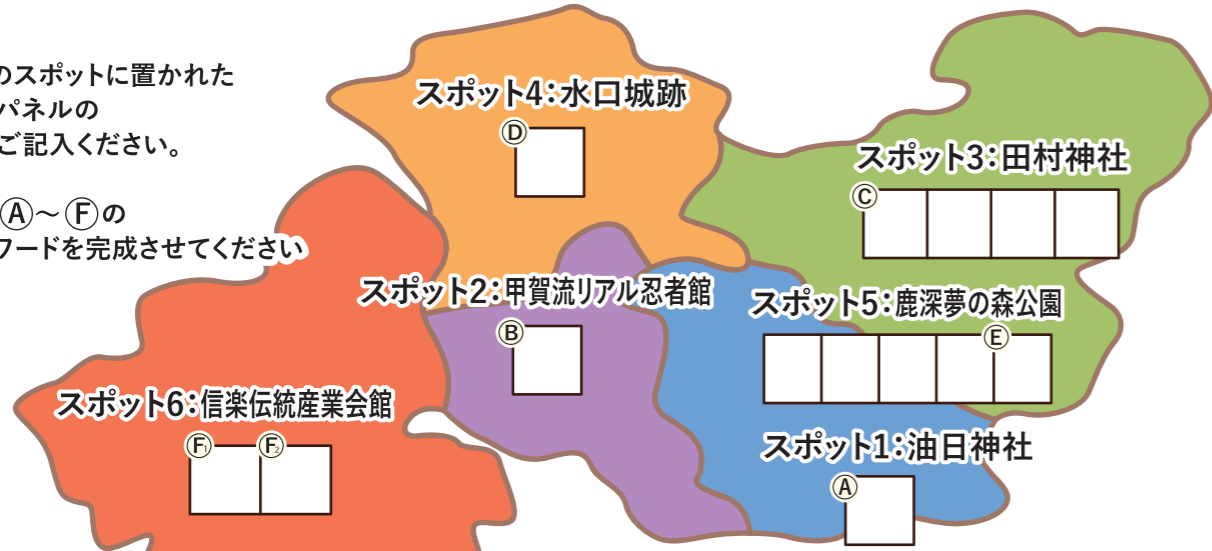 のスポットに置かれた
パネルの
ご記入ください。
Ⓐ～Ⓕの
ワードを完成させてください
スポット4：水口城跡
D
スポット3：田村神社
C
スポット2：甲賀流リアル忍者館
B
スポット5：鹿深夢の森公園
E
スポット6：信楽伝統産業会館
F1 F2
スポット1：油日神社
A